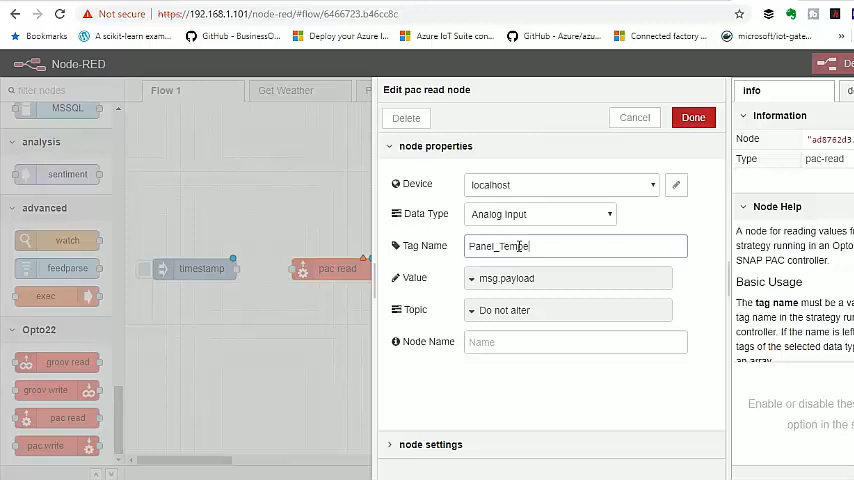 Not secure https://192.168.1.101/node-red/#flow/6466723.b46cc8c
Bookmarks A scikit-learn exam... GitHub - BusinessO... Deploy your Azure I... Azure IoT Suite con... GitHub - Azure/azu... Connected factory ... microsoft/iot-gate...
Node-RED De
filter nodes Flow 1 Get Weather P Edit pac read node info d
MSSQL
Delete Cancel Done
Information
analysis node properties
Node "ad8762d3.
Type pac-read
sentiment
Device localhost
advanced Data Type Analog Input Node Help
A node for reading values f
strategy running in an Opto
SNAP PAC controller.
watch Tag Name Panel_Tempe
feedparse timestamp pac read Value msg.payload Basic Usage
exec
The tag name must be a va
tag name in the strategy run
controller. If the name is left
tags of the selected data typ
an array.
Topic Do not alter
Opto22
Node Name Name
groov read
groov write
pac read
pac write
Enable or disable these
option in the s
node settings